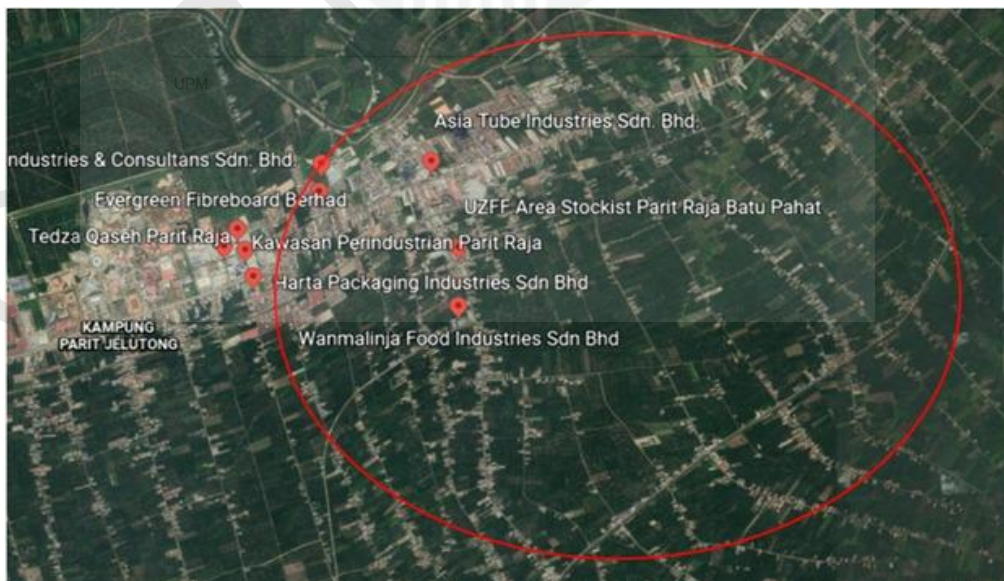 UPM
Asia Tube Industries Sdn. Bhd.
ndustries & Consultans Sdn. Bhd.
Evergreen Fibreboard Berhad
UZFF Area Stockist Parit Raja Batu Pahat
Tedza Qaseh Parit Raja
Kawasan Perindustrian Parit Raja
Harta Packaging Industries Sdn Bhd
KAMPUNG
PARIT JELUTONG
Wanmalinja Food Industries Sdn Bhd